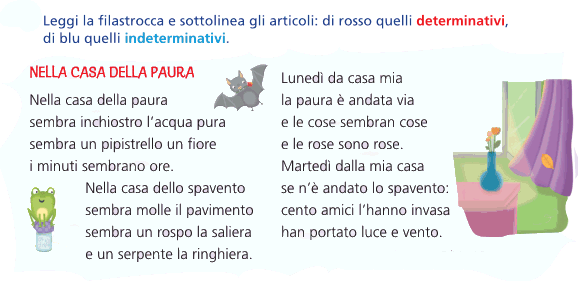 Leggi la filastrocca e sottolinea gli articoli: di rosso quelli determinativi,
di blu quelli indeterminativi.
NELLA CASA DELLA PAURA
Nella casa della paura
sembra inchiostro l'acqua pura
sembra un pipistrello un fiore
i minuti sembrano ore.
Nella casa dello spavento
sembra molle il pavimento
sembra un rospo la saliera
e un serpente la ringhiera.
Lunedì da casa mia
la paura è andata via
e le cose sembran cose
e le rose sono rose.
Martedì dalla mia casa
se n'è andato lo spavento:
cento amici l'hanno invasa
han portato luce e vento.